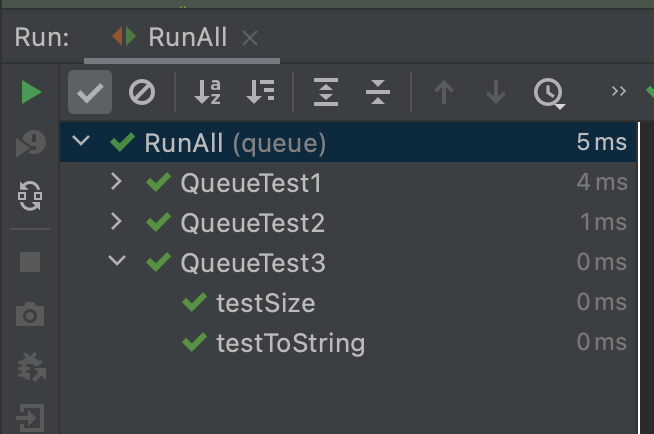 Run: RunAll
RunAll (queue) 5 ms
QueueTest1 4 ms
QueueTest2 1 ms
QueueTest3 0 ms
testSize 0 ms
testToString 0 ms